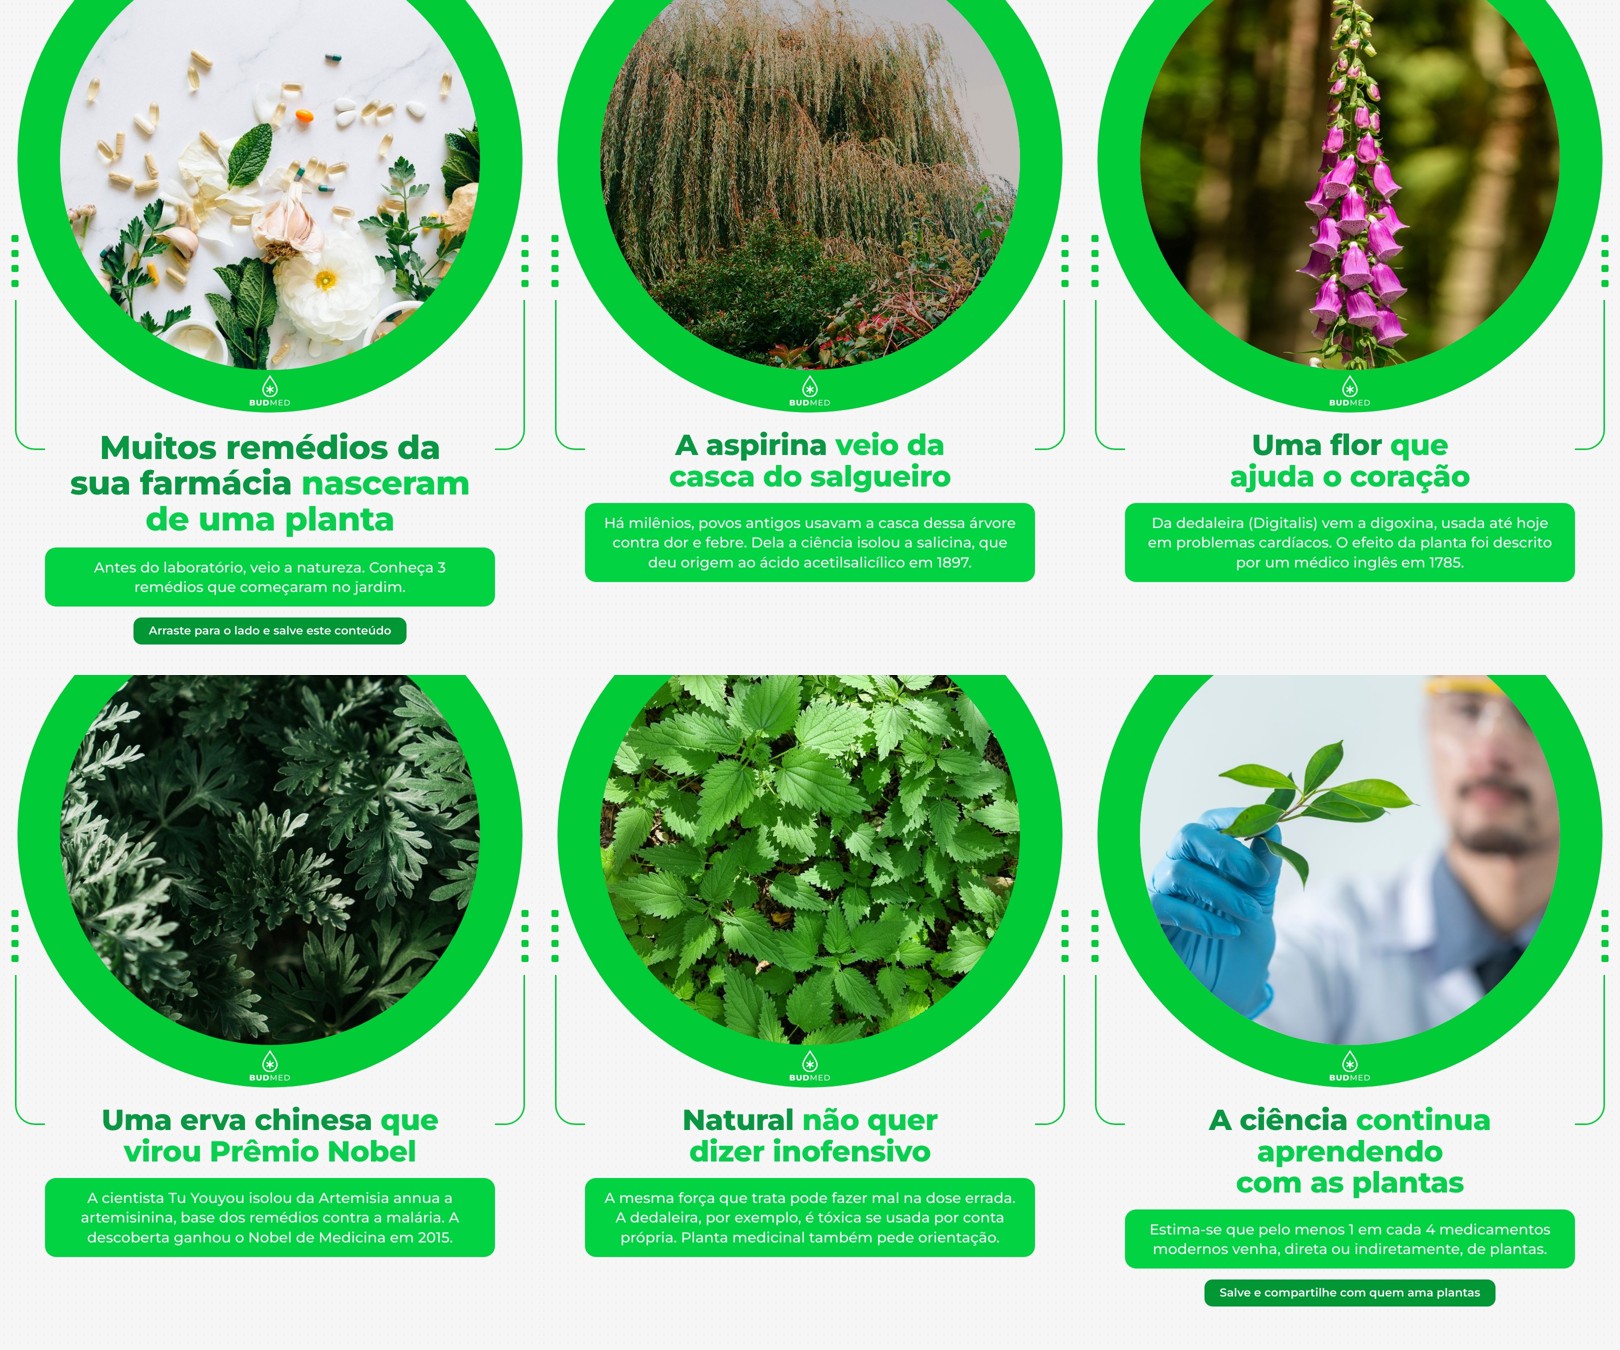 BUDMED
Muitos remédios da
sua farmácia nasceram
de uma planta
Antes do laboratório, veio a natureza. Conheça 3
remédios que começaram no jardim.
Arraste para o lado e salve este conteúdo
BUDMED
A aspirina veio da
casca do salgueiro
Há milênios, povos antigos usavam a casca dessa árvore
contra dor e febre. Dela a ciência isolou a salicina, que
deu origem ao ácido acetilsalicílico em 1897.
BUDMED
Uma flor que
ajuda o coração
Da dedaleira (Digitalis) vem a digoxina, usada até hoje
em problemas cardíacos. O efeito da planta foi descrito
por um médico inglês em 1785.
BUDMED
Uma erva chinesa que
virou Prêmio Nobel
A cientista Tu Youyou isolou da Artemisia annua a
artemisinina, base dos remédios contra a malária. A
descoberta ganhou o Nobel de Medicina em 2015.
BUDMED
Natural não quer
dizer inofensivo
A mesma força que trata pode fazer mal na dose errada.
A dedaleira, por exemplo, é tóxica se usada por conta
própria. Planta medicinal também pede orientação.
BUDMED
A ciência continua
aprendendo
com as plantas
Estima-se que pelo menos 1 em cada 4 medicamentos
modernos venha, direta ou indiretamente, de plantas.
Salve e compartilhe com quem ama plantas